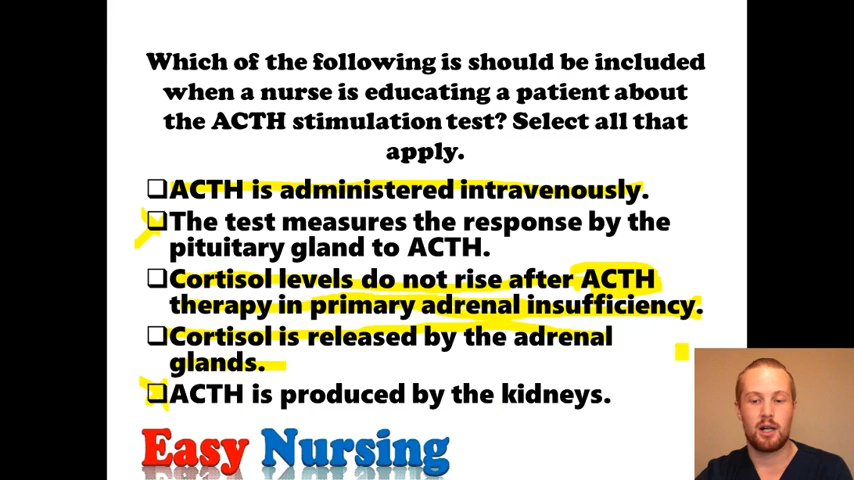 Which of the following is should be included
when a nurse is educating a patient about
the ACTH stimulation test? Select all that
apply.
ACTH is administered intravenously.
The test measures the response by the
pituitary gland to ACTH.
Cortisol levels do not rise after ACTH
therapy in primary adrenal insufficiency.
Cortisol is released by the adrenal
glands.
ACTH is produced by the kidneys.
Easy Nursing